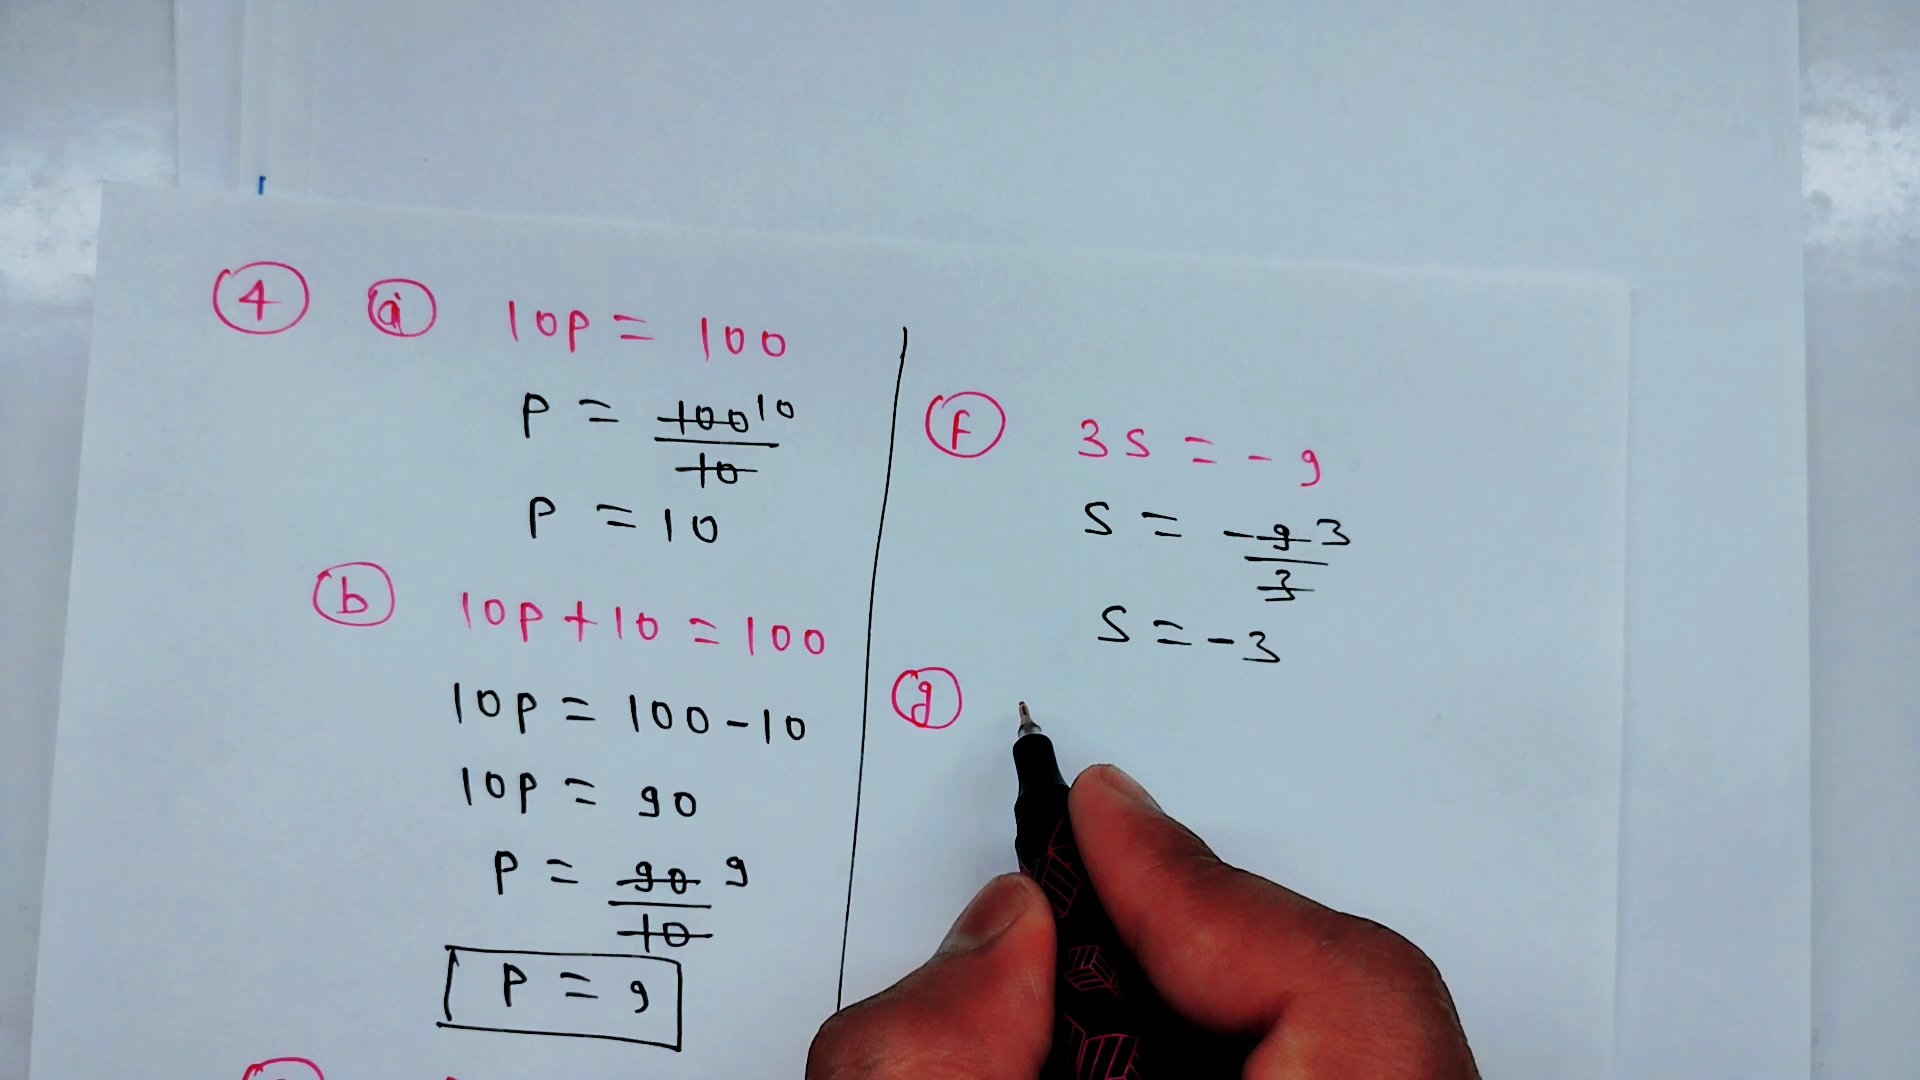 4 a 10p = 100
p = 100 10 / 10
p = 10
b 10p + 10 = 100
10p = 100 - 10
10p = 90
p = 90 9 / 10
p = 9
f 3s = - 9
s = - 9 3 / 3
s = - 3
g